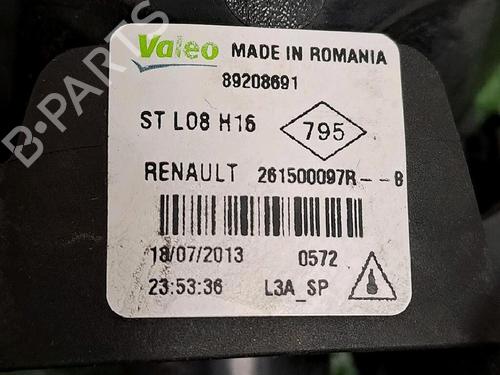 Valeo MADE IN ROMANIA
89208691
ST L08 H16 795
RENAULT 261500097R--B
18/07/2013 0572
23:53:36 L3A_SP
B-PARTS